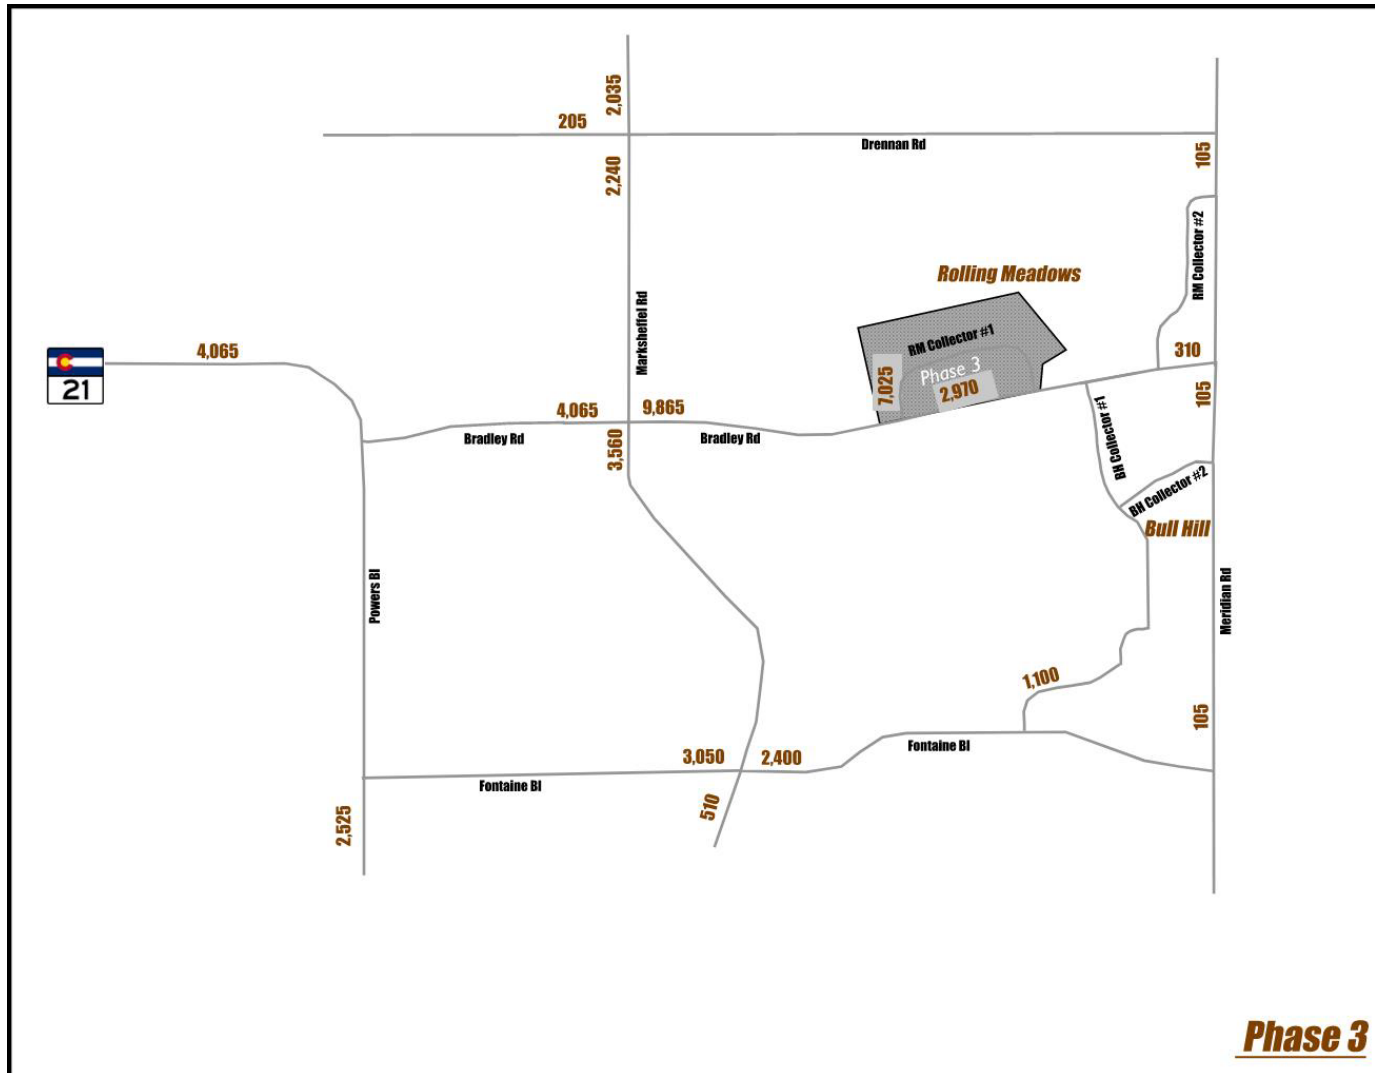 2,035
205
Drennan Rd
105
2,240
RM Collector #2
Rolling Meadows
Marksheffel Rd
RM Collector #1
310
4,065
21
Phase 3
7,025
2,970
105
4,065
9,865
Bradley Rd
Bradley Rd
3,560
BH Collector #1
BH Collector #2
Bull Hill
Powers Bl
Meridian Rd
1,100
105
3,050
2,400
Fontaine Bl
Fontaine Bl
510
2,525
Phase 3